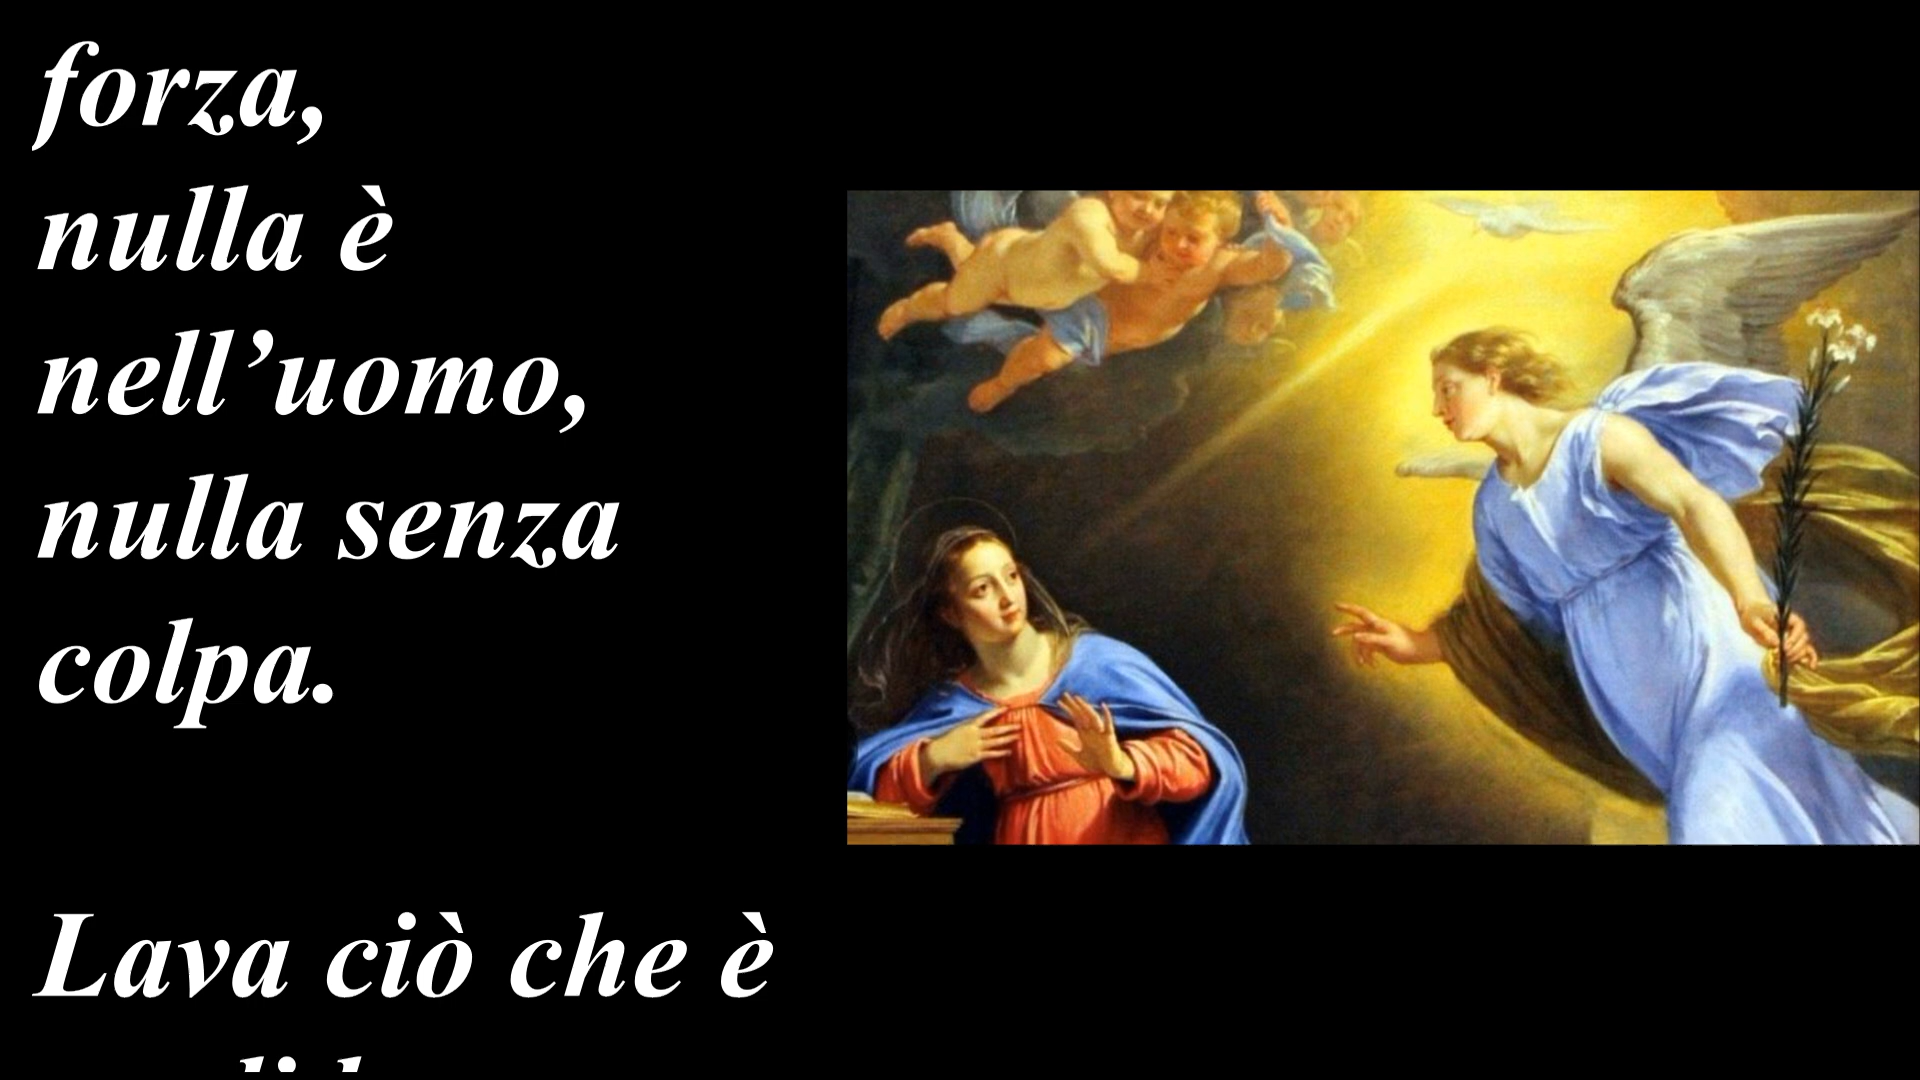 forza,
nulla è
nell’uomo,
nulla senza
colpa.
Lava ciò che è